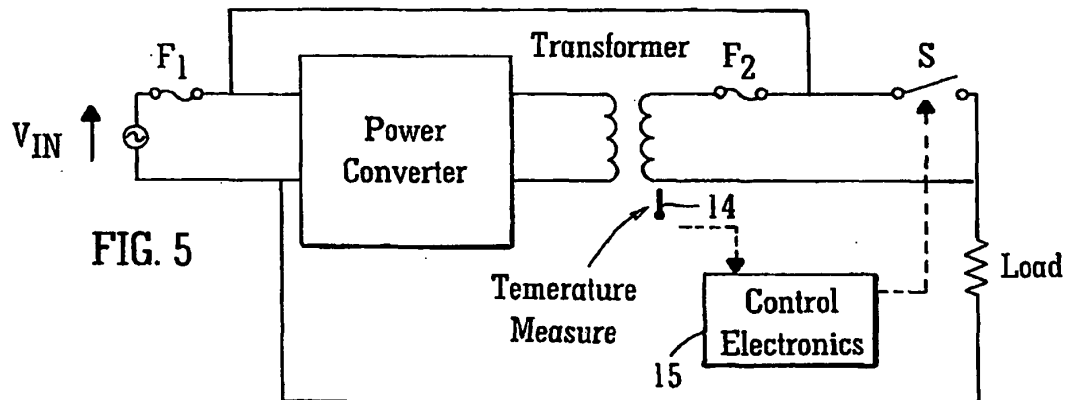 Transformer
F1
F2
S
VIN
Power
Converter
14
FIG. 5
Temerature
Measure
Control
Electronics
15
Load